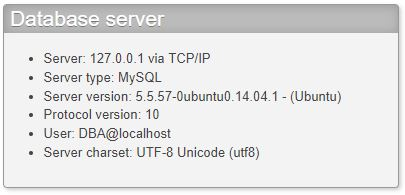 Database server
Server: 127.0.0.1 via TCP/IP
Server type: MySQL
Server version: 5.5.57-0ubuntu0.14.04.1 - (Ubuntu)
Protocol version: 10
User: DBA@localhost
Server charset: UTF-8 Unicode (utf8)